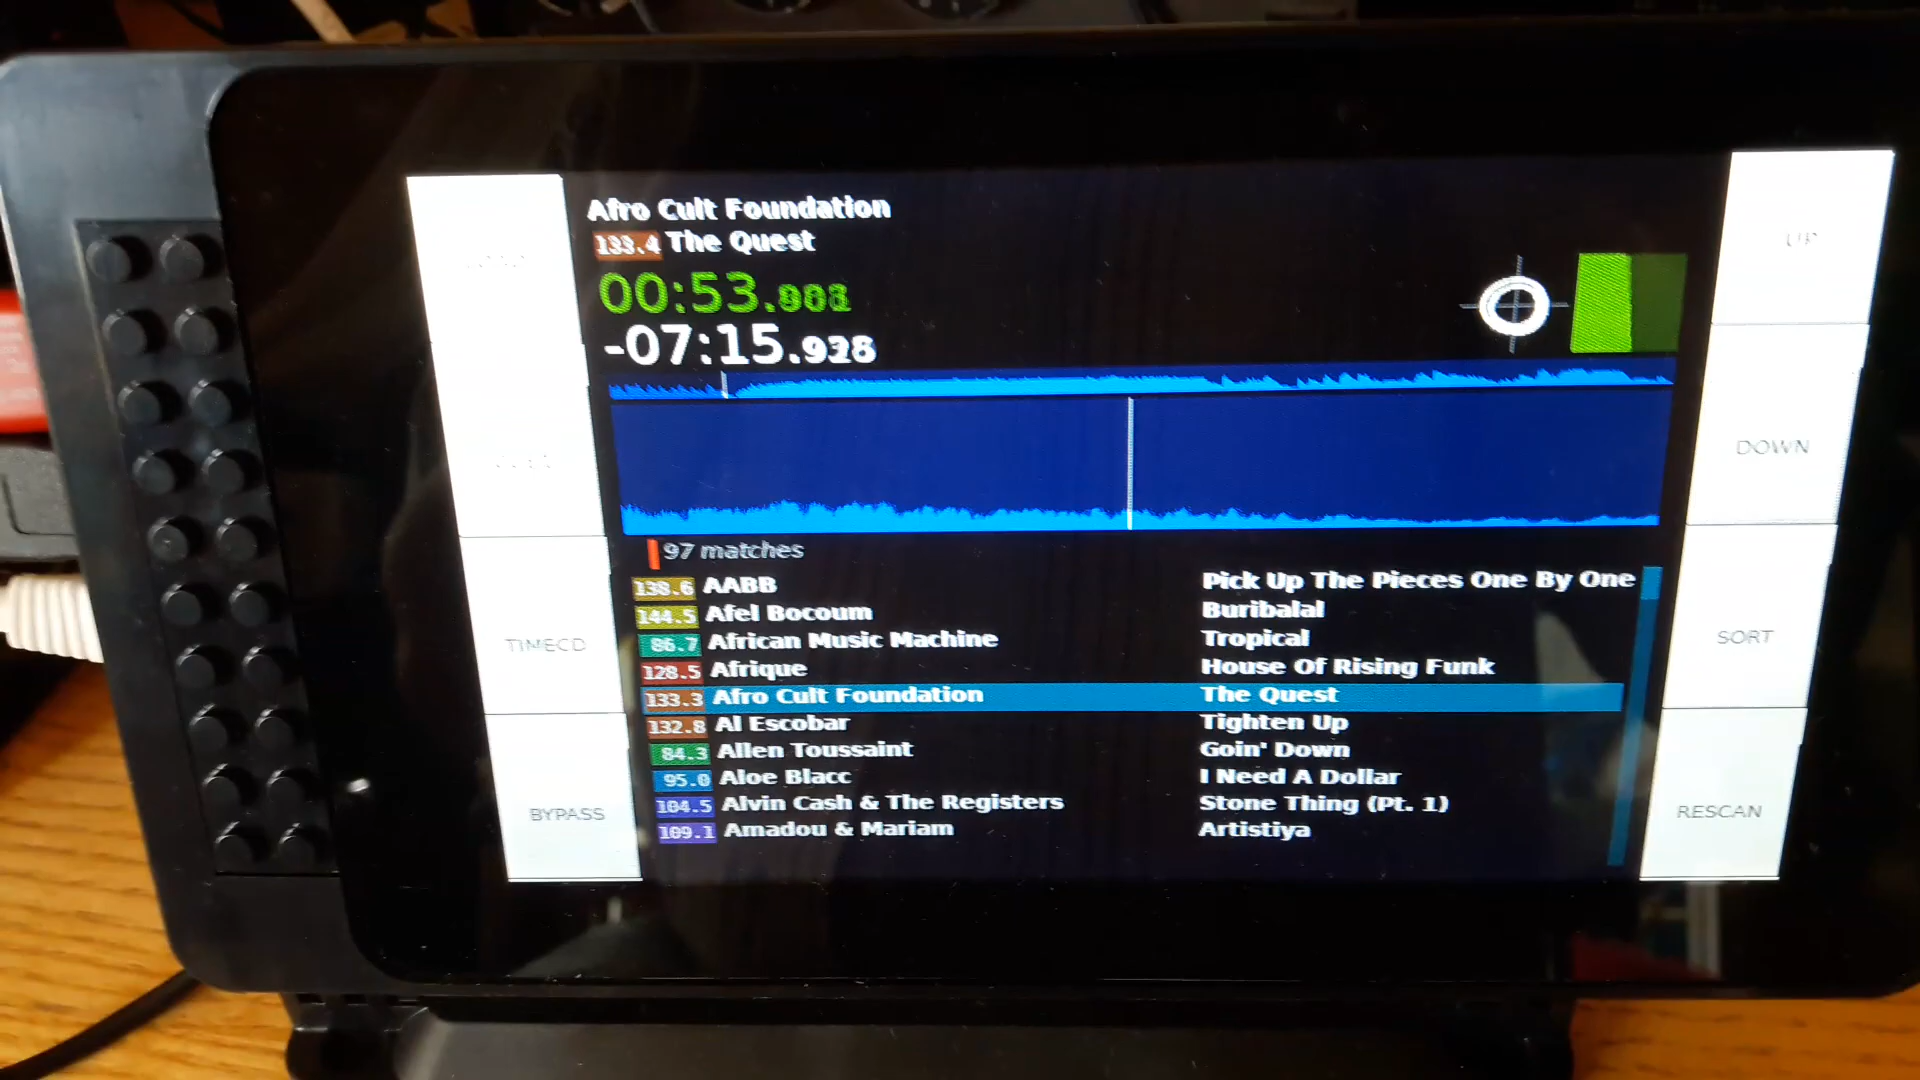 Afro Cult Foundation
133.4 The Quest
00:53.908
-07:15.928
97 matches
138.6 AABB Pick Up The Pieces One By One
144.5 Afel Bocoum Buribalal
86.7 African Music Machine Tropical
128.5 Afrique House Of Rising Funk
133.3 Afro Cult Foundation The Quest
132.8 Al Escobar Tighten Up
84.3 Allen Toussaint Goin' Down
95.0 Aloe Blacc I Need A Dollar
104.5 Alvin Cash & The Registers Stone Thing (Pt. 1)
109.1 Amadou & Mariam Artistiya
TIMECD
BYPASS
UP
DOWN
SORT
RESCAN